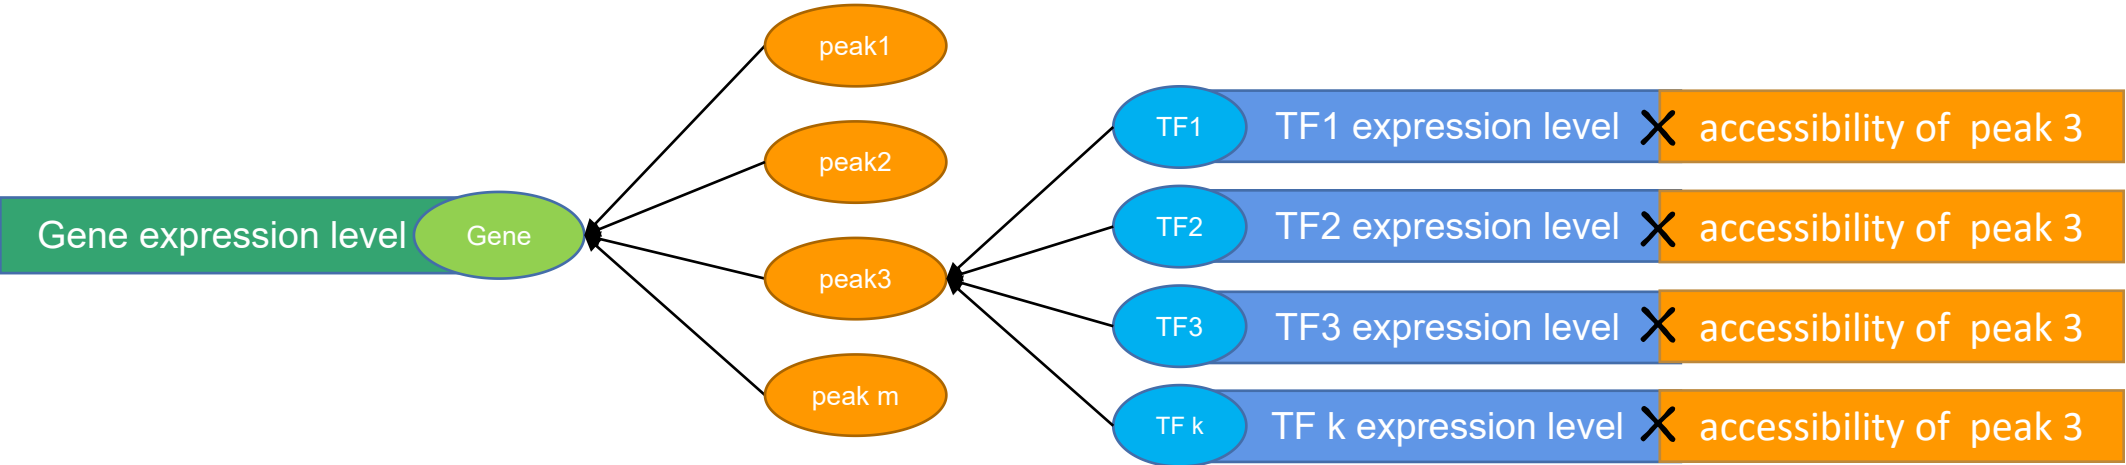 peak1
peak2
peak3
peak m
Gene expression level
Gene
TF1
TF1 expression level
accessibility of  peak 3
TF2
TF2 expression level
accessibility of  peak 3
TF3
TF3 expression level
accessibility of  peak 3
TF k
TF k expression level
accessibility of  peak 3